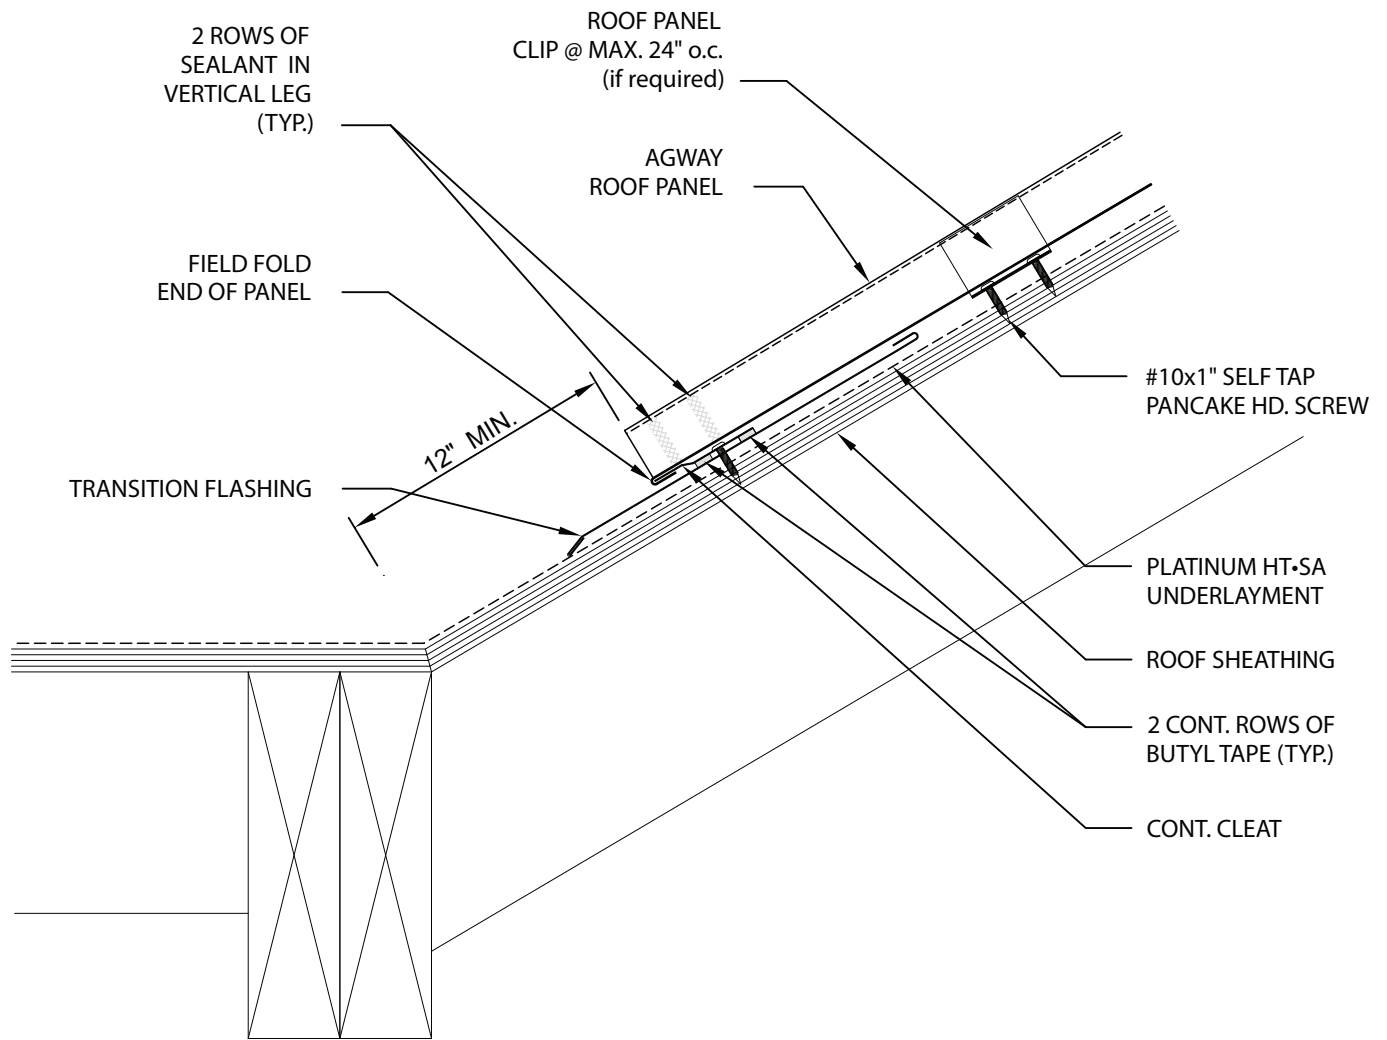 2 ROWS OF
SEALANT IN
VERTICAL LEG
(TYP.)
ROOF PANEL
CLIP @ MAX. 24" o.c.
(if required)
AGWAY
ROOF PANEL
FIELD FOLD
END OF PANEL
12" MIN.
TRANSITION FLASHING
#10x1" SELF TAP
PANCAKE HD. SCREW
PLATINUM HT•SA
UNDERLAYMENT
ROOF SHEATHING
2 CONT. ROWS OF
BUTYL TAPE (TYP.)
CONT. CLEAT